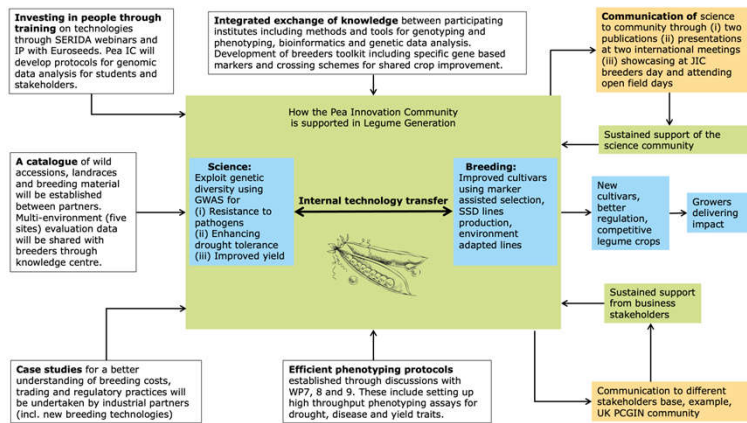 Investing in people through
training on technologies
through SERIDA webinars and
IP with Euroseeds. Pea IC will
develop protocols for genomic
data analysis for students and
stakeholders.
Integrated exchange of knowledge between participating
institutes including methods and tools for genotyping and
phenotyping, bioinformatics and genetic data analysis.
Development of breeders toolkit including specific gene based
markers and crossing schemes for shared crop improvement.
Communication of science
to community through (i) two
publications (ii) presentations
at two international meetings
(iii) showcasing at JIC
breeders day and attending
open field days
How the Pea Innovation Community
is supported in Legume Generation
Sustained support of the
science community
A catalogue of wild
accessions, landraces
and breeding material
will be established
between partners.
Multi-environment (five
sites) evaluation data
will be shared with
breeders through
knowledge centre.
Science:
Exploit genetic
diversity using
GWAS for
(i) Resistance to
pathogens
(ii) Enhancing
drought tolerance
(iii) Improved yield
Internal technology transfer
Breeding:
Improved cultivars
using marker
assisted selection,
SSD lines
production,
environment
adapted lines
New
cultivars,
better
regulation,
competitive
legume crops
Growers
delivering
impact
Sustained support
from business
stakeholders
Case studies for a better
understanding of breeding costs,
trading and regulatory practices will
be undertaken by industrial partners
(incl. new breeding technologies)
Efficient phenotyping protocols
established through discussions with
WP7, 8 and 9. These include setting up
high throughput phenotyping assays for
drought, disease and yield traits.
Communication to different
stakeholders base, example,
UK PCGIN community